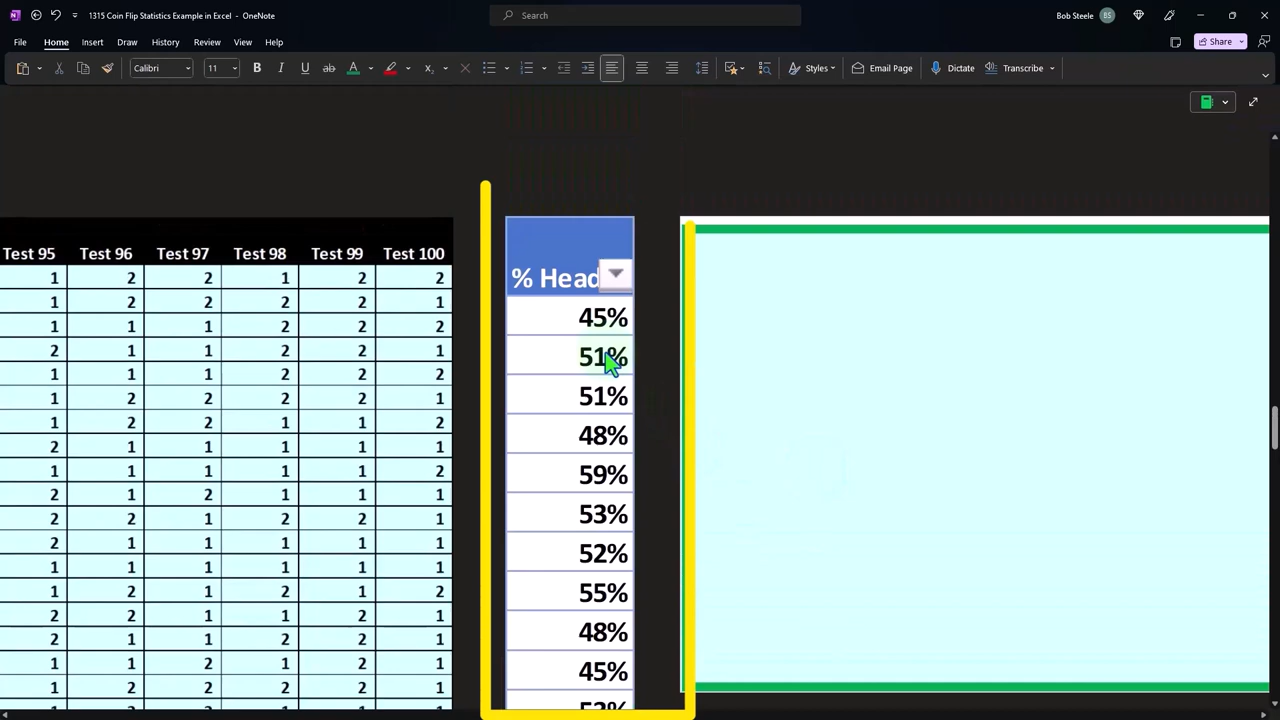 1315 Coin Flip Statistics Example in Excel - OneNote
Search
Bob Steele BS
File Home Insert Draw History Review View Help
Share
Calibri 11 B I U ab A Styles Email Page Dictate Transcribe
Test 95 Test 96 Test 97 Test 98 Test 99 Test 100
1 2 2 1 2 2
1 2 2 2 2 1
1 1 1 2 2 2
2 1 1 2 2 1
1 1 1 2 2 2
1 2 2 2 2 1
1 2 2 1 1 2
2 1 1 1 1 1
1 1 1 1 1 2
2 1 2 1 1 1
2 2 1 2 2 1
2 1 1 1 1 1
1 1 1 1 1 1
1 2 1 2 1 2
2 2 1 1 2 1
2 1 1 2 2 1
1 1 2 1 2 1
1 2 2 2 1 1
% Head
45%
51%
51%
48%
59%
53%
52%
55%
48%
45%